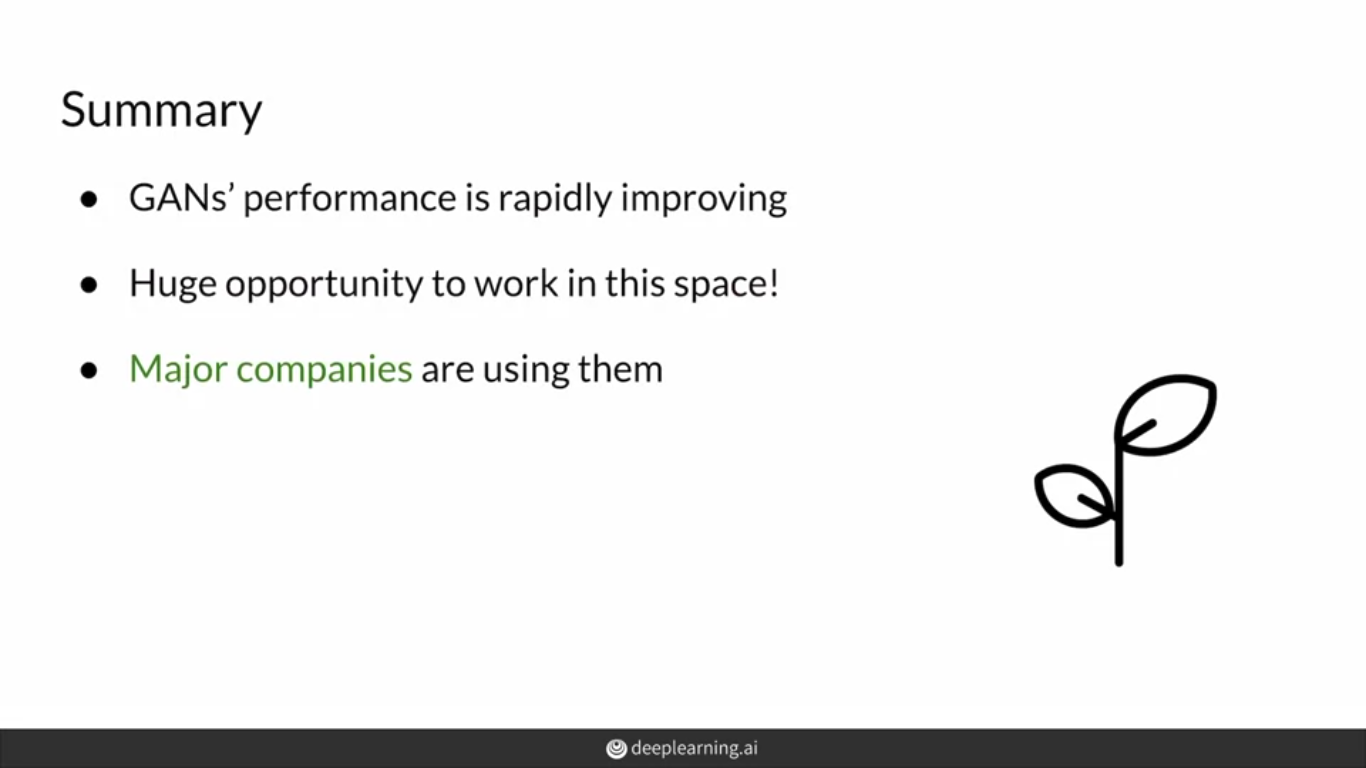 Summary
● GANs’ performance is rapidly improving
● Huge opportunity to work in this space!
● Major companies are using them
deeplearning.ai